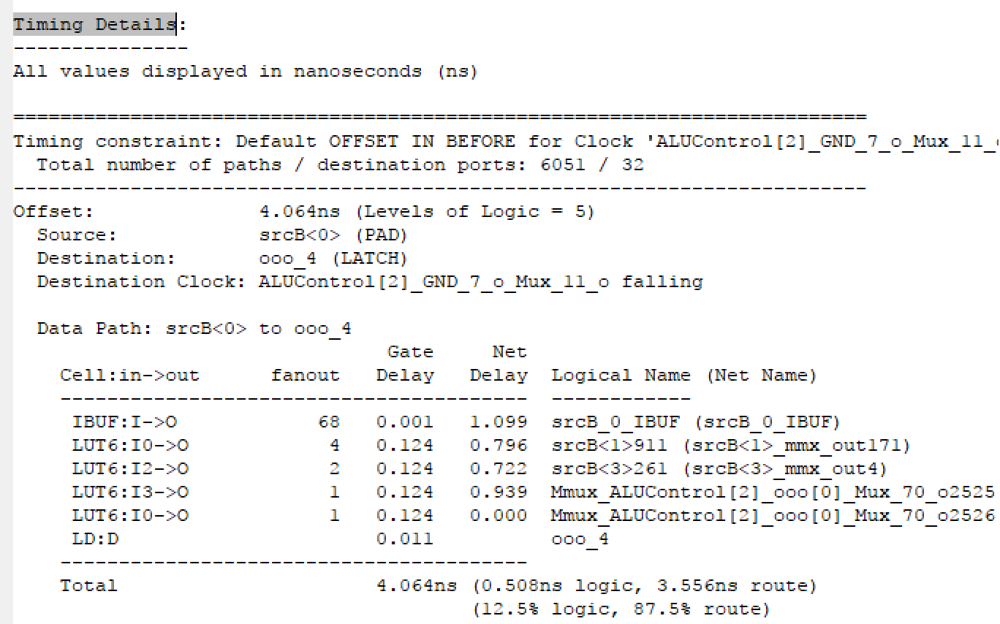 Timing Details:
---------------
All values displayed in nanoseconds (ns)
=========================================================================
Timing constraint: Default OFFSET IN BEFORE for Clock 'ALUControl[2]_GND_7_o_Mux_11_
  Total number of paths / destination ports: 6051 / 32
-------------------------------------------------------------------------
Offset:              4.064ns (Levels of Logic = 5)
  Source:            srcB<0> (PAD)
  Destination:       ooo_4 (LATCH)
  Destination Clock: ALUControl[2]_GND_7_o_Mux_11_o falling
  Data Path: srcB<0> to ooo_4
                                Gate     Net
    Cell:in->out      fanout   Delay   Delay  Logical Name (Net Name)
    ----------------------------------------  ------------
     IBUF:I->O            68   0.001   1.099  srcB_0_IBUF (srcB_0_IBUF)
     LUT6:I0->O            4   0.124   0.796  srcB<1>911 (srcB<1>_mmx_out171)
     LUT6:I2->O            2   0.124   0.722  srcB<3>261 (srcB<3>_mmx_out4)
     LUT6:I3->O            1   0.124   0.939  Mmux_ALUControl[2]_ooo[0]_Mux_70_o2525
     LUT6:I0->O            1   0.124   0.000  Mmux_ALUControl[2]_ooo[0]_Mux_70_o2526
     LD:D                      0.011          ooo_4
    ----------------------------------------
    Total                      4.064ns (0.508ns logic, 3.556ns route)
                                       (12.5% logic, 87.5% route)